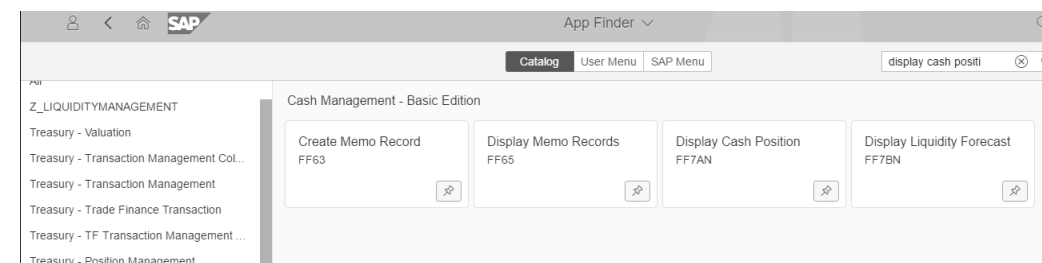 SAP
App Finder
Catalog User Menu SAP Menu
display cash positi
All
Z_LIQUIDITYMANAGEMENT
Treasury - Valuation
Treasury - Transaction Management Col...
Treasury - Transaction Management
Treasury - Trade Finance Transaction
Treasury - TF Transaction Management ...
Treasury - Position Management
Cash Management - Basic Edition
Create Memo Record
FF63
Display Memo Records
FF65
Display Cash Position
FF7AN
Display Liquidity Forecast
FF7BN